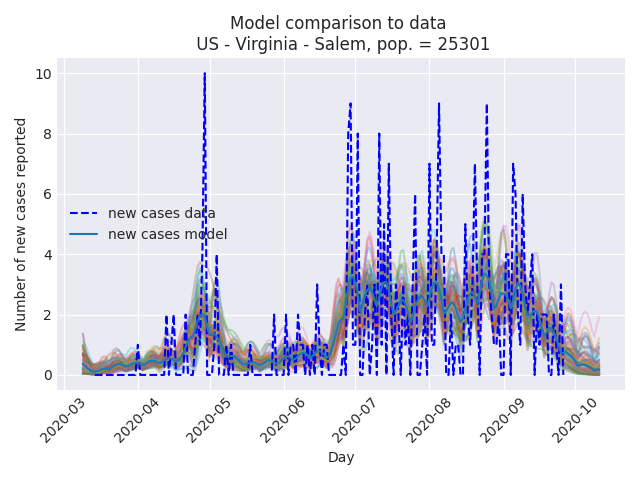 Model comparison to data
US - Virginia - Salem, pop. = 25301
Number of new cases reported
10
8
6
4
2
0
new cases data
new cases model
2020-03
2020-04
2020-05
2020-06
2020-07
2020-08
2020-09
2020-10
Day